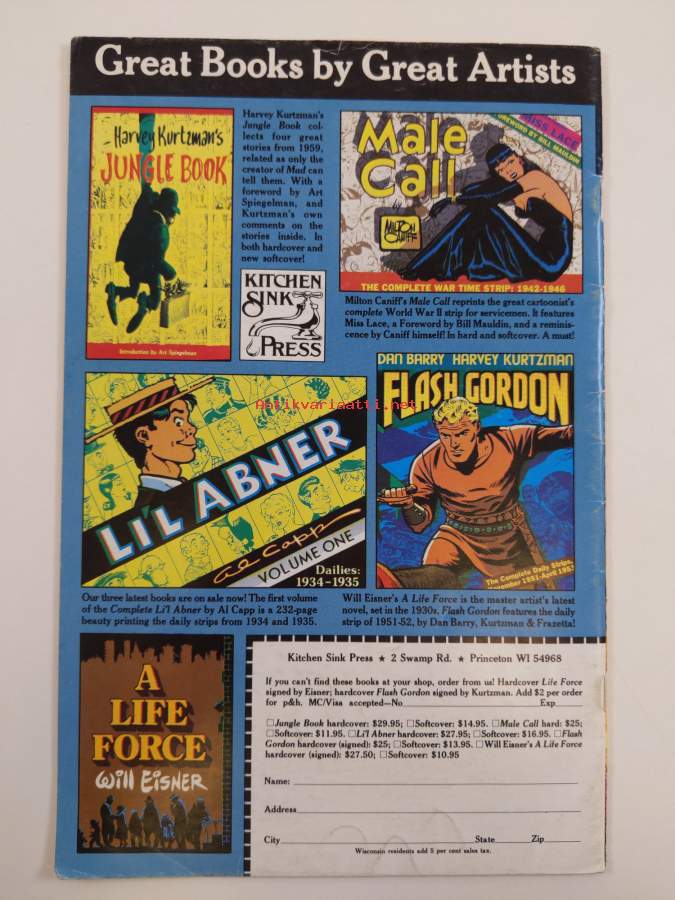 Great Books by Great Artists
Harvey Kurtzman's
JUNGLE BOOK
Introduction by Art Spiegelman
Harvey Kurtzman's
Jungle Book col-
lects four great
stories from 1959,
related as only the
creator of Mad can
tell them. With a
foreword by Art
Spiegelman, and
Kurtzman's own
comments on the
stories inside. In
both hardcover and
new softcover!
KITCHEN
SINK
PRESS
Male
Call
by
MILTON
CANIFF
MISS LACE
FOREWORD BY BILL MAULDIN
THE COMPLETE WAR TIME STRIP: 1942-1946
Milton Caniff's Male Call reprints the great cartoonist's
complete World War II strip for servicemen. It features
Miss Lace, a Foreword by Bill Mauldin, and a reminis-
cence by Caniff himself! In hard and softcover. A must!
LI'L ABNER
al Capp
VOLUME ONE
Dailies:
1934-1935
DAN BARRY HARVEY KURTZMAN
FLASH GORDON
The Complete Daily Strips,
November 1951-April 1953
Antikvariaatti.net
Our three latest books are on sale now! The first volume
of the Complete Li'l Abner by Al Capp is a 232-page
beauty printing the daily strips from 1934 and 1935.
Will Eisner's A Life Force is the master artist's latest
novel, set in the 1930s. Flash Gordon features the daily
strip of 1951-52, by Dan Barry, Kurtzman & Frazetta!
A
LIFE
FORCE
WILL EISNER
Kitchen Sink Press ★ 2 Swamp Rd. ★ Princeton WI 54968
If you can't find these books at your shop, order from us! Hardcover Life Force
signed by Eisner; hardcover Flash Gordon signed by Kurtzman. Add $2 per order
for p&h. MC/Visa accepted—No Exp.
☐Jungle Book hardcover: $29.95; ☐Softcover: $14.95. ☐Male Call hard: $25;
☐Softcover: $11.95. ☐Li'l Abner hardcover: $27.95; ☐Softcover: $16.95. ☐Flash
Gordon hardcover (signed): $25; ☐Softcover: $13.95. ☐Will Eisner's A Life Force
hardcover (signed): $27.50; ☐Softcover: $10.95
Name:
Address
City State Zip
Wisconsin residents add 5 per cent sales tax.